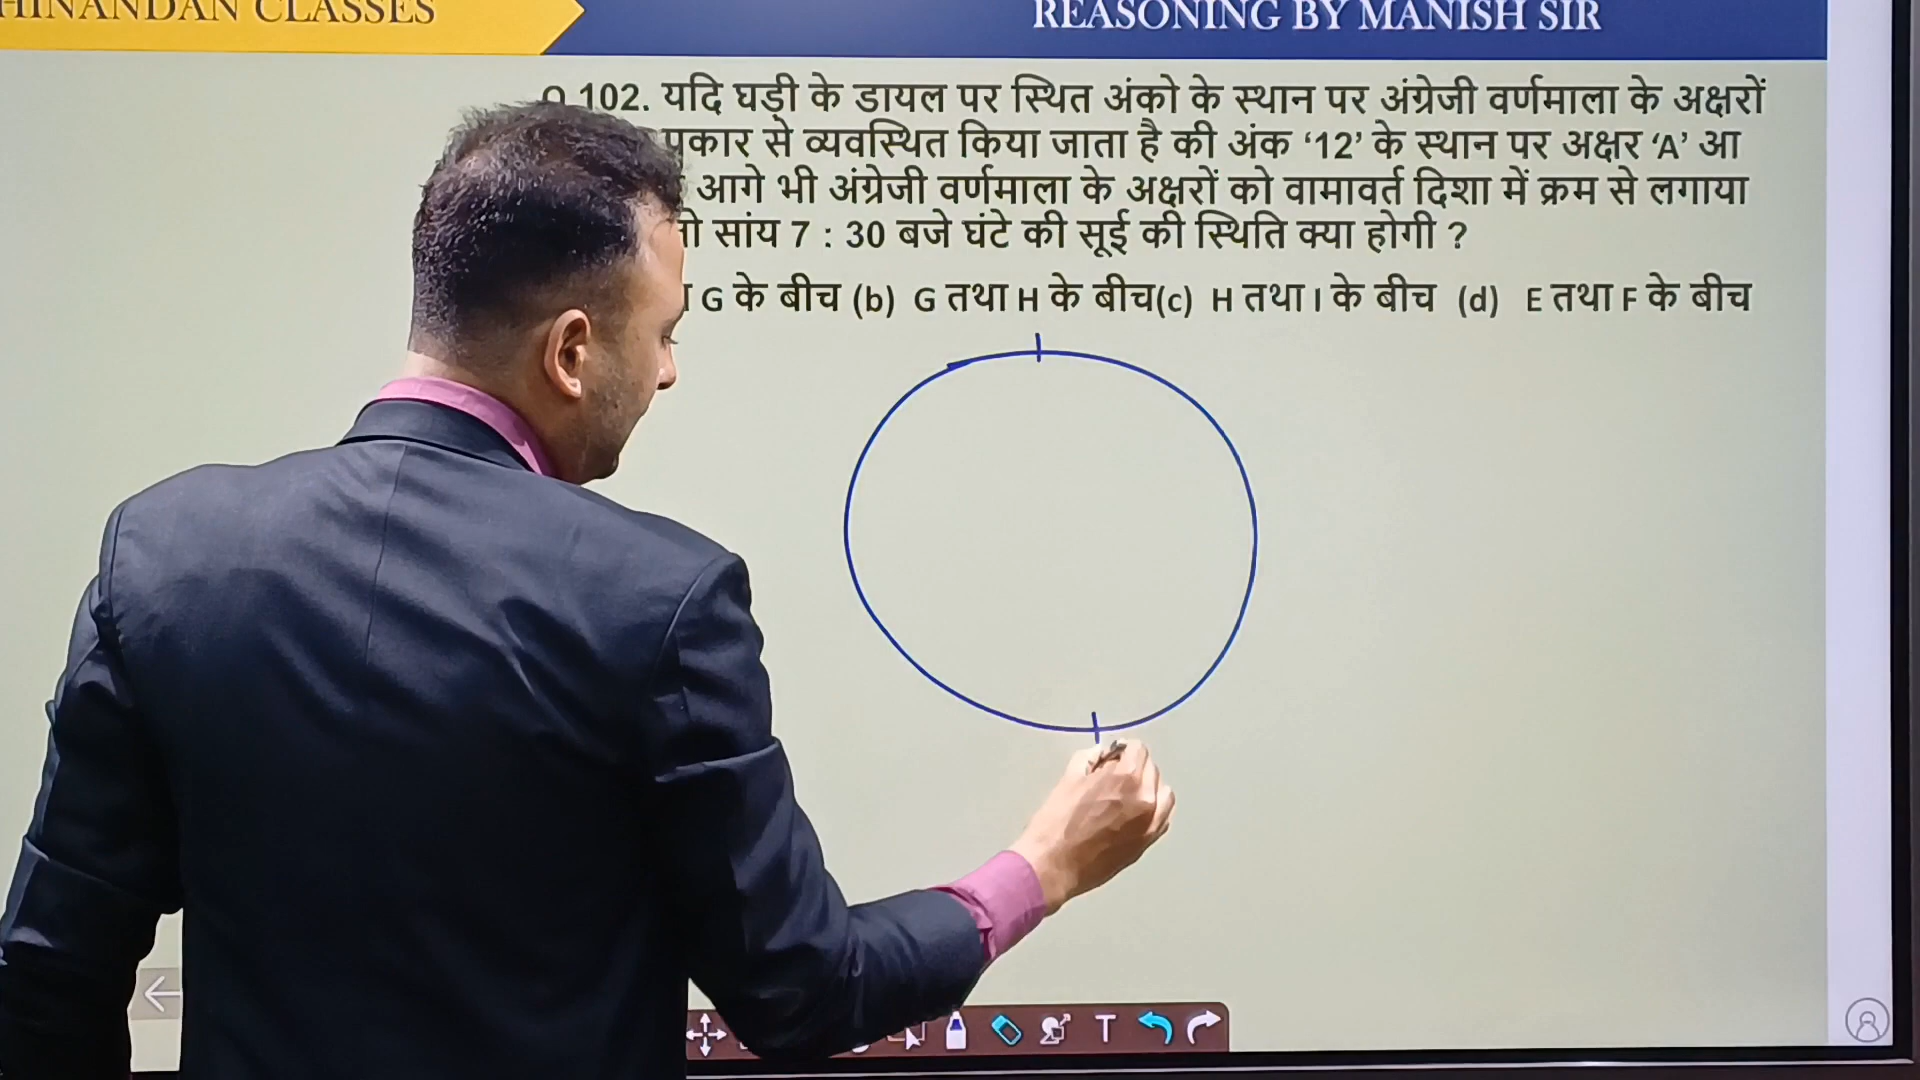 HINANDAN CLASSES
REASONING BY MANISH SIR
102. यदि घड़ी के डायल पर स्थित अंको के स्थान पर अंग्रेजी वर्णमाला के अक्षरों
से व्यवस्थित किया जाता है की अंक ‘12’ के स्थान पर अक्षर ‘A’ आ
आगे भी अंग्रेजी वर्णमाला के अक्षरों को वामावर्त दिशा में क्रम से लगाया
सांय 7 : 30 बजे घंटे की सूई की स्थिति क्या होगी ?
G के बीच (b) G तथा H के बीच(c) H तथा I के बीच (d) E तथा F के बीच
T